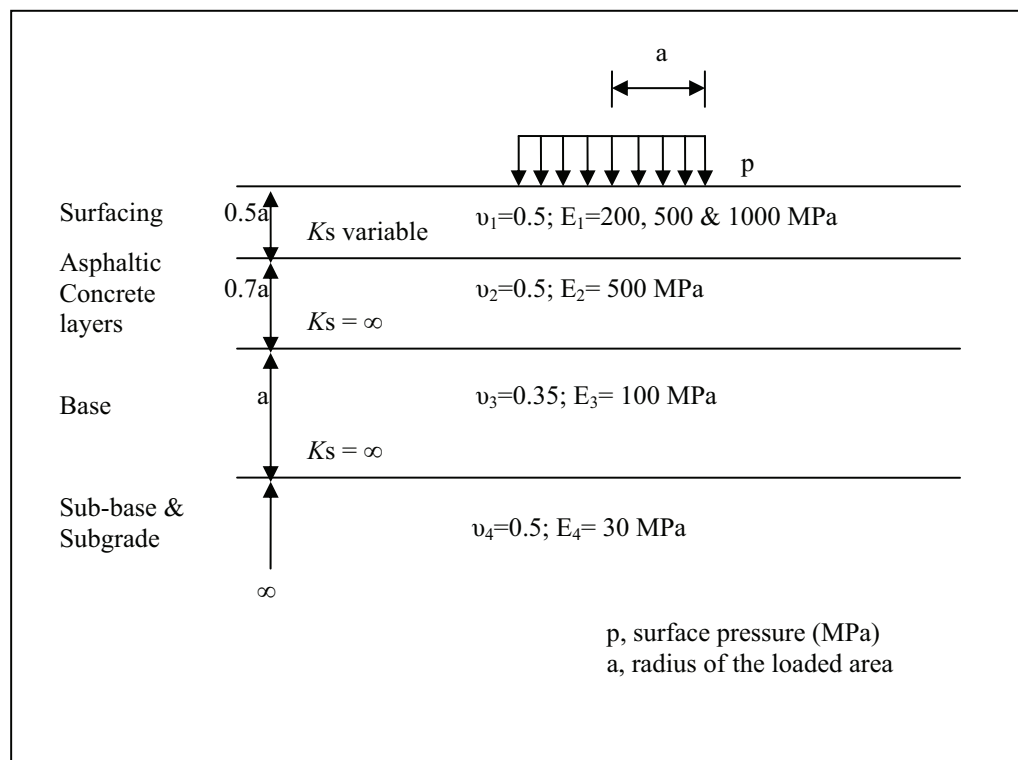 a
p
Surfacing
0.5a
υ₁=0.5; E₁=200, 500 & 1000 MPa
Ks variable
Asphaltic
Concrete
layers
0.7a
υ₂=0.5; E₂= 500 MPa
Ks = ∞
Base
a
υ₃=0.35; E₃= 100 MPa
Ks = ∞
Sub-base &
Subgrade
υ₄=0.5; E₄= 30 MPa
∞
p, surface pressure (MPa)
a, radius of the loaded area